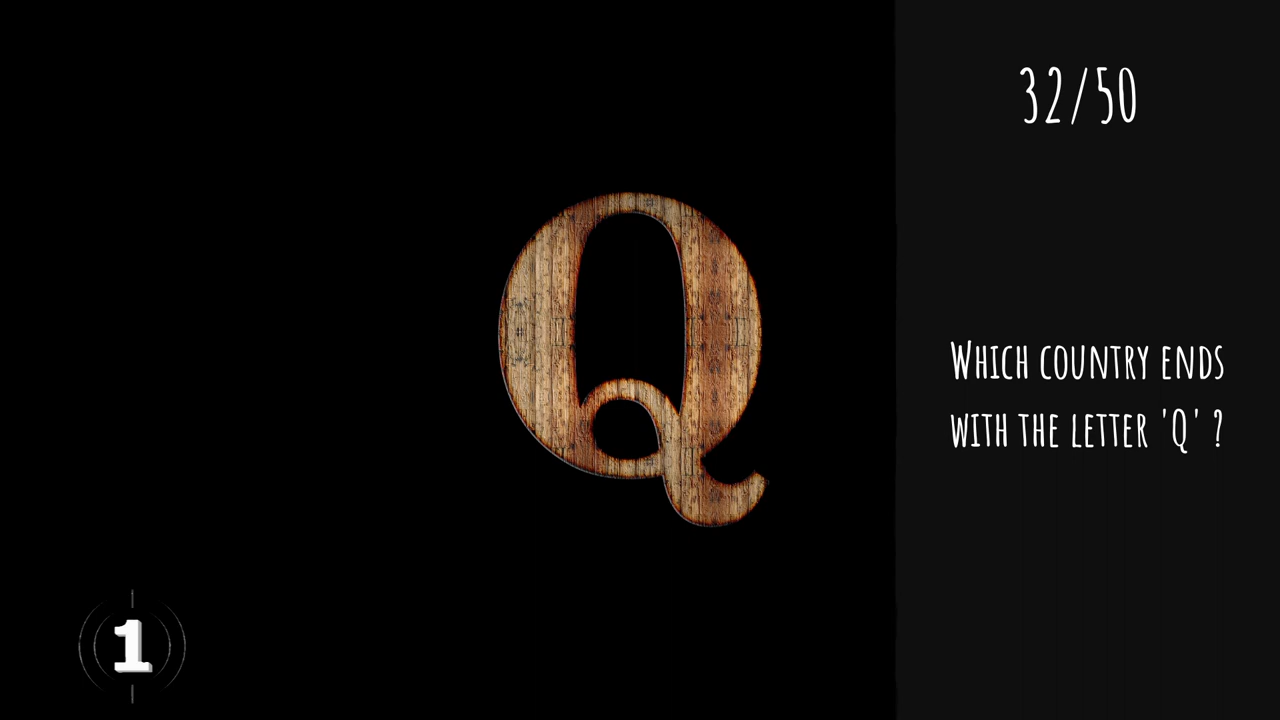 32/50
Q
WHICH COUNTRY ENDS
WITH THE LETTER 'Q' ?
1